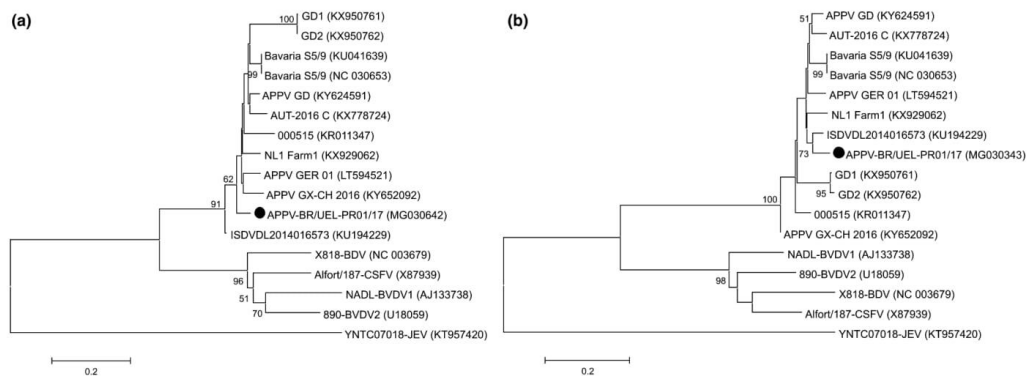 (a)
GD1 (KX950761)
100
GD2 (KX950762)
Bavaria S5/9 (KU041639)
99
Bavaria S5/9 (NC 030653)
APPV GD (KY624591)
AUT-2016 C (KX778724)
000515 (KR011347)
NL1 Farm1 (KX929062)
APPV GER 01 (LT594521)
62
APPV GX-CH 2016 (KY652092)
91
APPV-BR/UEL-PR01/17 (MG030642)
ISDVDL2014016573 (KU194229)
X818-BDV (NC 003679)
Alfort/187-CSFV (X87939)
96
NADL-BVDV1 (AJ133738)
51
70
890-BVDV2 (U18059)
YNTC07018-JEV (KT957420)
0.2
(b)
APPV GD (KY624591)
51
AUT-2016 C (KX778724)
Bavaria S5/9 (KU041639)
99
Bavaria S5/9 (NC 030653)
APPV GER 01 (LT594521)
NL1 Farm1 (KX929062)
ISDVDL2014016573 (KU194229)
73
APPV-BR/UEL-PR01/17 (MG030343)
GD1 (KX950761)
95
GD2 (KX950762)
100
000515 (KR011347)
APPV GX-CH 2016 (KY652092)
NADL-BVDV1 (AJ133738)
98
890-BVDV2 (U18059)
X818-BDV (NC 003679)
Alfort/187-CSFV (X87939)
YNTC07018-JEV (KT957420)
0.2